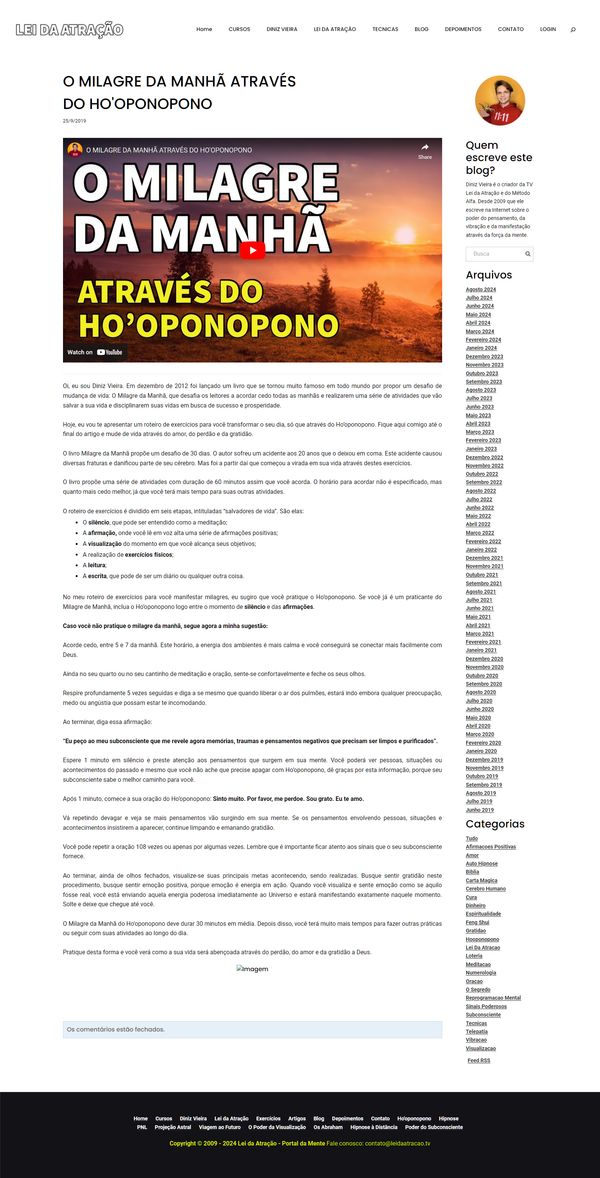 LEI DA ATRAÇÃO
Home CURSOS DINIZ VIEIRA LEI DA ATRAÇÃO TECNICAS BLOG DEPOIMENTOS CONTATO LOGIN
O MILAGRE DA MANHÃ ATRAVÉS
DO HO'OPONOPONO
25/9/2019
O MILAGRE DA MANHÃ ATRAVÉS DO HO'OPONOPONO
Share
O MILAGRE
DA MANHÃ
ATRAVÉS DO
HO'OPONOPONO
Watch on YouTube
Oi, eu sou Diniz Vieira. Em dezembro de 2012 foi lançado um livro que se tornou muito famoso em todo mundo por propor um desafio de
mudança de vida: O Milagre da Manhã, que desafia-os leitores a acordar cedo todas as manhãs e realizarem uma série de atividades que vão
salvar a sua vida e disciplinarem suas vidas em busca de sucesso e prosperidade.
Hoje, eu vou te apresentar um roteiro de exercícios para você transformar o seu dia, só que através do Ho'oponopono. Fique aqui comigo até o
final do artigo e mude de vida através do amor, do perdão e da gratidão.
O livro Milagre da Manhã propõe um desafio de 30 dias. O autor sofreu um acidente aos 20 anos que o deixou em coma. Este acidente causou
diversas fraturas e danificou parte de seu cérebro. Mas foi a partir daí que começou a virada em sua vida através destes exercícios.
O livro propõe uma série de atividades com duração de 60 minutos assim que você acorda. O horário para acordar não é especificado, mas
quanto mais cedo melhor, já que você terá mais tempo para suas outras atividades.
O roteiro de exercícios é dividido em seis etapas, intituladas "salvadores de vida". São elas:
• O silêncio, que pode ser entendido como a meditação;
• A afirmação, onde você lê em voz alta uma série de afirmações positivas;
• A visualização do momento em que você alcança seus objetivos;
• A realização de exercícios físicos;
• A leitura;
• A escrita, que pode de ser um diário ou qualquer outra coisa.
No meu roteiro de exercícios para você manifestar milagres, eu sugiro que você pratique o Ho'oponopono. Se você já é um praticante do
Milagre de Manhã, inclua o Ho'oponopono logo entre o momento de silêncio e das afirmações.
Caso você não pratique o milagre da manhã, segue agora a minha sugestão:
Acorde cedo, entre 5 e 7 da manhã. Este horário, a energia dos ambientes é mais calma e você conseguirá se conectar mais facilmente com
Deus.
Ainda no seu quarto ou no seu cantinho de meditação e oração, sente-se confortavelmente e feche os seus olhos.
Respire profundamente 5 vezes seguidas e diga a se mesmo que quando liberar o ar dos pulmões, estará indo embora qualquer preocupação,
medo ou angústia que possam estar te incomodando.
Ao terminar, diga essa afirmação:
"Eu peço ao meu subconsciente que me revele agora memórias, traumas e pensamentos negativos que precisam ser limpos e purificados".
Espere 1 minuto em silêncio e preste atenção aos pensamentos que surgem em sua mente. Você poderá ver pessoas, situações ou
acontecimentos do passado e mesmo que você não ache que precise apagar com Ho'oponopono, dê graças por esta informação, porque seu
subconsciente sabe o melhor caminho para você.
Após 1 minuto, comece a sua oração do Ho'oponopono: Sinto muito. Por favor, me perdoe. Sou grato. Eu te amo.
Vá repetindo devagar e veja se mais pensamentos vão surgindo em sua mente. Se os pensamentos envolvendo pessoas, situações e
acontecimentos insistirem a aparecer, continue limpando e emanando gratidão.
Você pode repetir a oração 108 vezes ou apenas por algumas vezes. Lembre que é importante ficar atento aos sinais que o seu subconsciente
fornece.
Ao terminar, ainda de olhos fechados, visualize-se suas principais metas acontecendo, sendo realizadas. Busque sentir gratidão neste
procedimento, busque sentir emoção positiva, porque emoção é energia em ação. Quando você visualiza e sente emoção como se aquilo
fosse real, você está enviando aquela energia poderosa imediatamente ao Universo e estará manifestando exatamente naquele momento.
Solte e deixe que chegue até você.
O Milagre da Manhã do Ho'oponopono deve durar 30 minutos em média. Depois disso, você terá muito mais tempos para fazer outras práticas
ou seguir com suas atividades ao longo do dia.
Pratique desta forma e você verá como a sua vida será abençoada através do perdão, do amor e da gratidão a Deus.
Imagem
Os comentários estão fechados.
11:11
Quem
escreve este
blog?
Diniz Vieira é o criador da TV
Lei da Atração e do Método
Alfa. Desde 2009 que ele
escreve na Internet sobre o
poder do pensamento, da
vibração e da manifestação
através da força da mente.
Busca
Arquivos
Agosto 2024
Julho 2024
Junho 2024
Maio 2024
Abril 2024
Março 2024
Fevereiro 2024
Janeiro 2024
Dezembro 2023
Novembro 2023
Outubro 2023
Setembro 2023
Agosto 2023
Julho 2023
Junho 2023
Maio 2023
Abril 2023
Março 2023
Fevereiro 2023
Janeiro 2023
Dezembro 2022
Novembro 2022
Outubro 2022
Setembro 2022
Agosto 2022
Julho 2022
Junho 2022
Maio 2022
Abril 2022
Março 2022
Fevereiro 2022
Janeiro 2022
Dezembro 2021
Novembro 2021
Outubro 2021
Setembro 2021
Agosto 2021
Julho 2021
Junho 2021
Maio 2021
Abril 2021
Março 2021
Fevereiro 2021
Janeiro 2021
Dezembro 2020
Novembro 2020
Outubro 2020
Setembro 2020
Agosto 2020
Julho 2020
Junho 2020
Maio 2020
Abril 2020
Março 2020
Fevereiro 2020
Janeiro 2020
Dezembro 2019
Novembro 2019
Outubro 2019
Setembro 2019
Agosto 2019
Julho 2019
Junho 2019
Categorias
Tudo
Afirmacoes Positivas
Amor
Auto Hipnose
Biblia
Carta Magica
Cerebro Humano
Cura
Dinheiro
Espiritualidade
Feng Shui
Gratidao
Hooponopono
Lei Da Atracao
Loteria
Meditacao
Numerologia
Oracao
O Segredo
Reprogramacao Mental
Sinais Poderosos
Subconsciente
Tecnicas
Telepatia
Vibracao
Visualizacao
Feed RSS
Home Cursos Diniz Vieira Lei da Atração Exercícios Artigos Blog Depoimentos Contato Ho'oponopono Hipnose
PNL Projeção Astral Viagem ao Futuro O Poder da Visualização Os Abraham Hipnose à Distância Poder do Subconsciente
Copyright © 2009 - 2024 Lei da Atração - Portal da Mente Fale conosco: contato@leidaatracao.tv